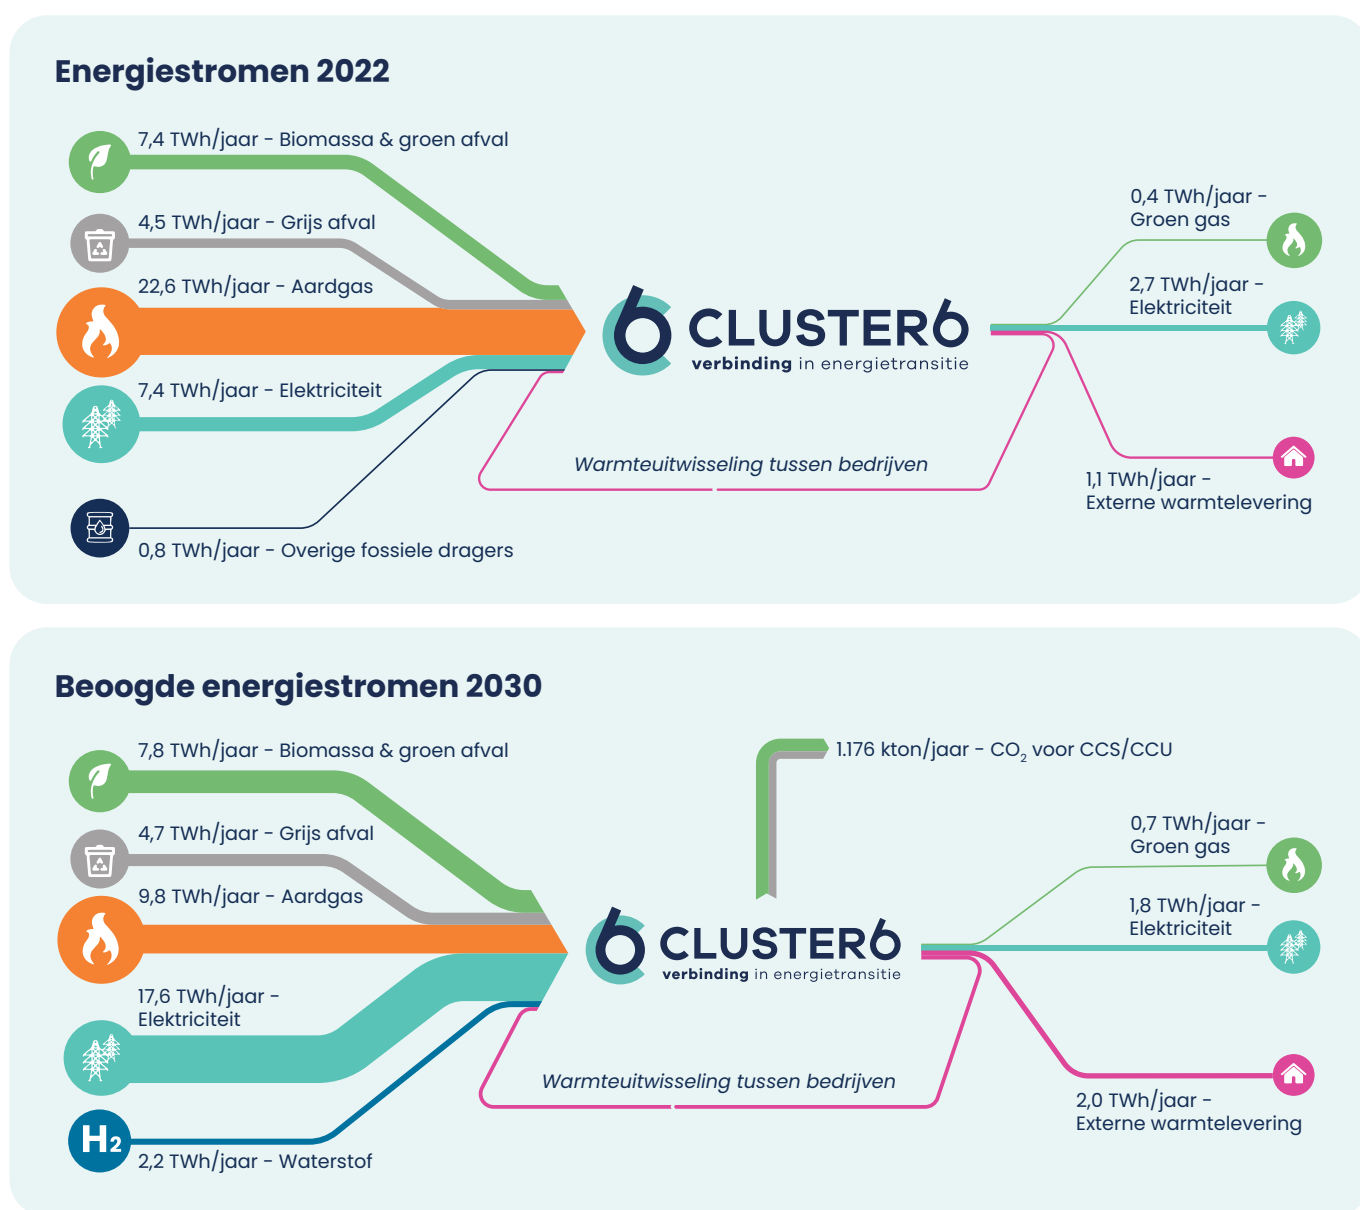 Energiestromen 2022
7,4 TWh/jaar - Biomassa & groen afval
4,5 TWh/jaar - Grijs afval
22,6 TWh/jaar - Aardgas
7,4 TWh/jaar - Elektriciteit
0,8 TWh/jaar - Overige fossiele dragers
CLUSTER6
verbinding in energietransitie
Warmteuitwisseling tussen bedrijven
0,4 TWh/jaar -
Groen gas
2,7 TWh/jaar -
Elektriciteit
1,1 TWh/jaar -
Externe warmtelevering
Beoogde energiestromen 2030
7,8 TWh/jaar - Biomassa & groen afval
4,7 TWh/jaar - Grijs afval
9,8 TWh/jaar - Aardgas
17,6 TWh/jaar -
Elektriciteit
H2
2,2 TWh/jaar - Waterstof
1.176 kton/jaar - CO2 voor CCS/CCU
CLUSTER6
verbinding in energietransitie
Warmteuitwisseling tussen bedrijven
0,7 TWh/jaar -
Groen gas
1,8 TWh/jaar -
Elektriciteit
2,0 TWh/jaar -
Externe warmtelevering